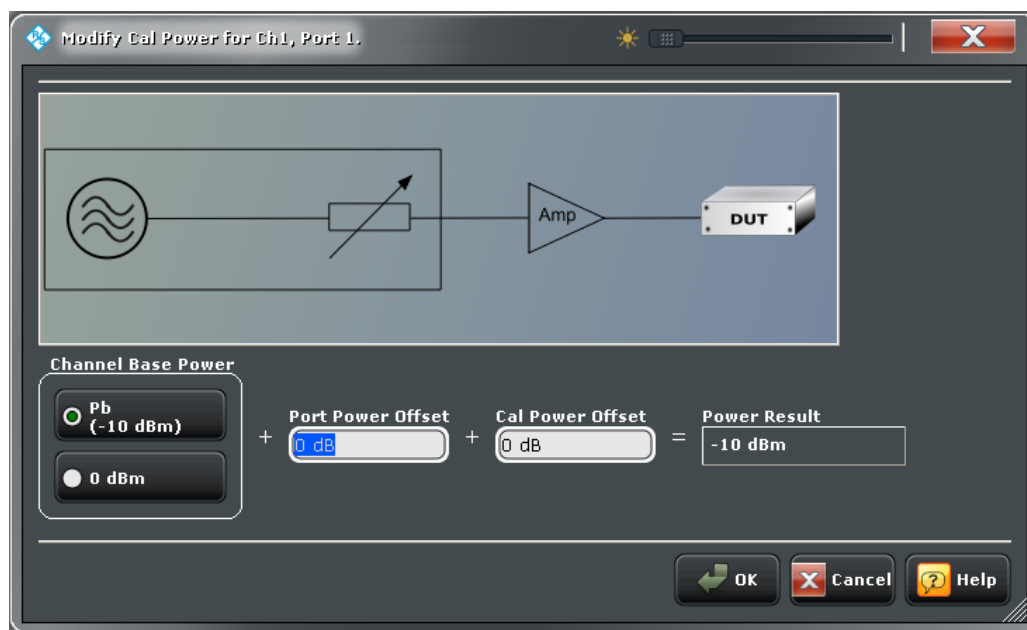 Modify Cal Power for Ch1, Port 1.
Amp
DUT
Channel Base Power
Pb
(-10 dBm)
0 dBm
+
Port Power Offset
0 dB
+
Cal Power Offset
0 dB
=
Power Result
-10 dBm
OK
Cancel
Help